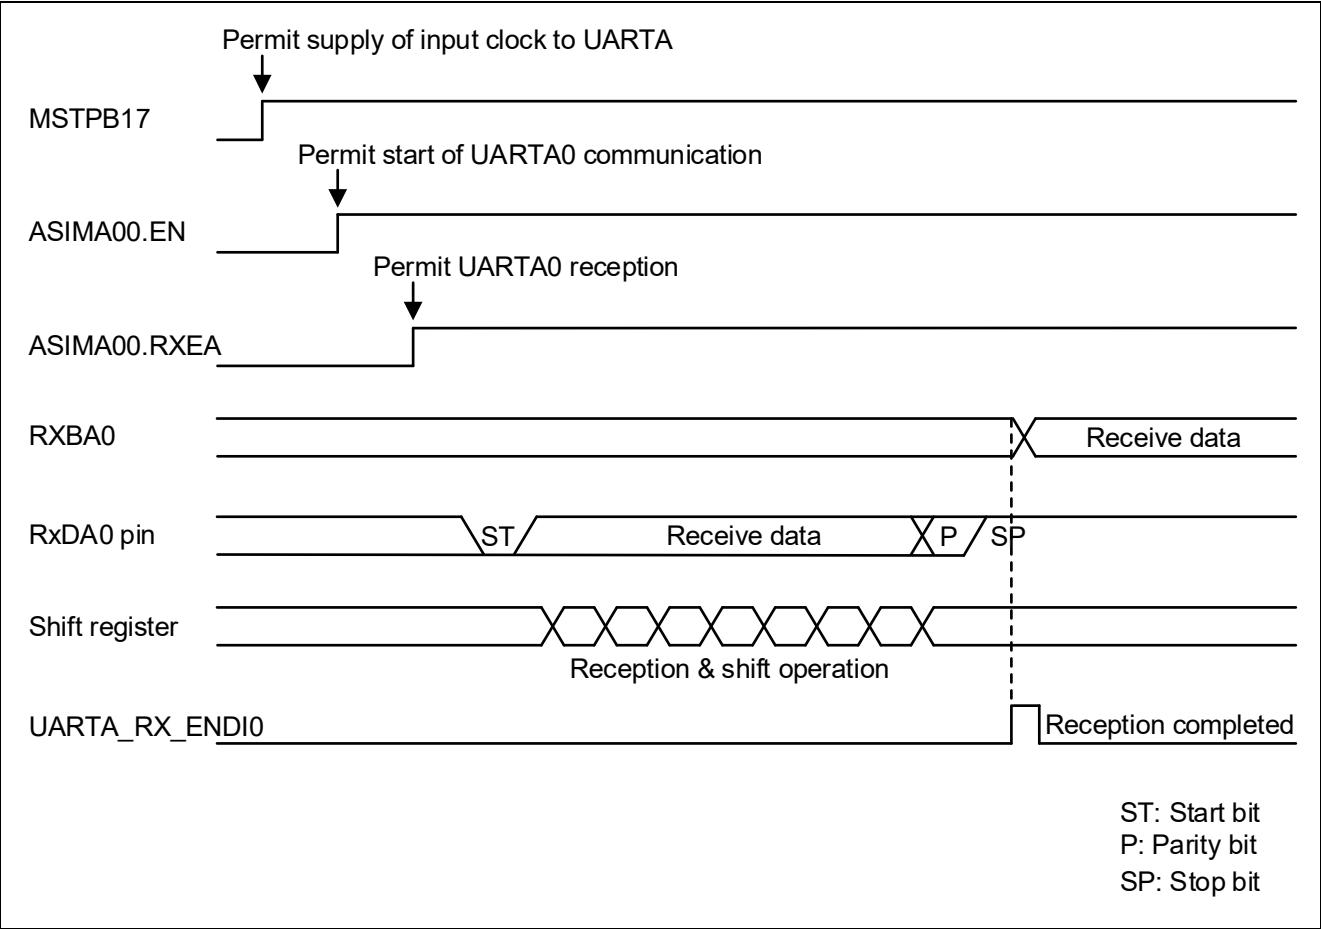 Permit supply of input clock to UARTA
MSTPB17
Permit start of UARTA0 communication
ASIMA00.EN
Permit UARTA0 reception
ASIMA00.RXEA
RXBA0
Receive data
RxDA0 pin
ST
Receive data
P
SP
Shift register
Reception & shift operation
UARTA_RX_ENDI0
Reception completed
ST: Start bit
P: Parity bit
SP: Stop bit